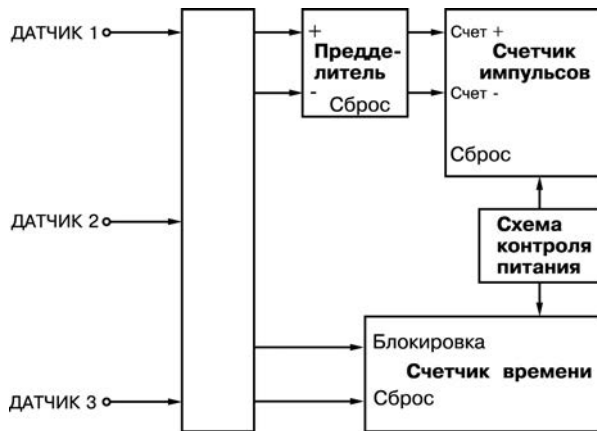 ДАТЧИК 1
ДАТЧИК 2
ДАТЧИК 3
+
Предде-
литель
-
Сброс
Счет +
Счетчик
импульсов
Счет -
Сброс
Схема
контроля
питания
Блокировка
Счетчик времени
Сброс